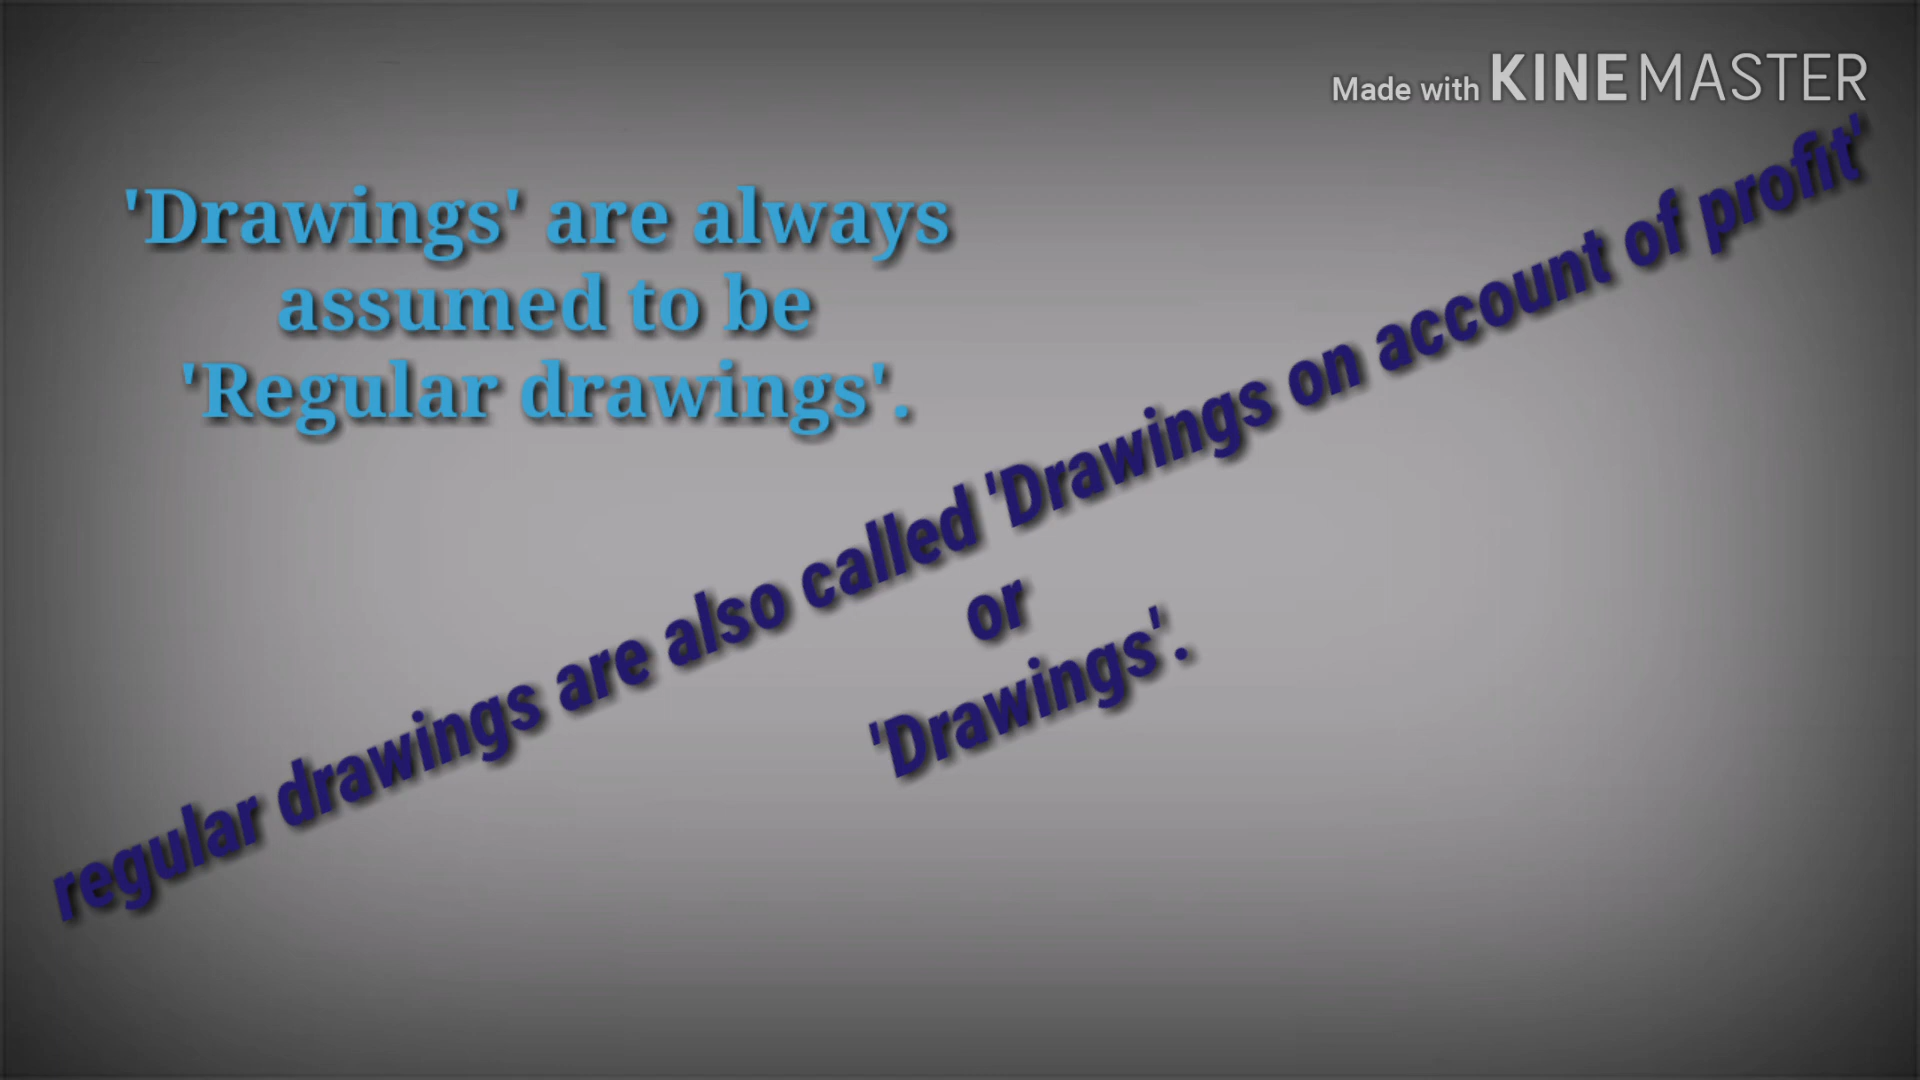 Made with KINEMASTER
'Drawings' are always
assumed to be
'Regular drawings'.
regular drawings are also called 'Drawings on account of profit'
or
'Drawings'.